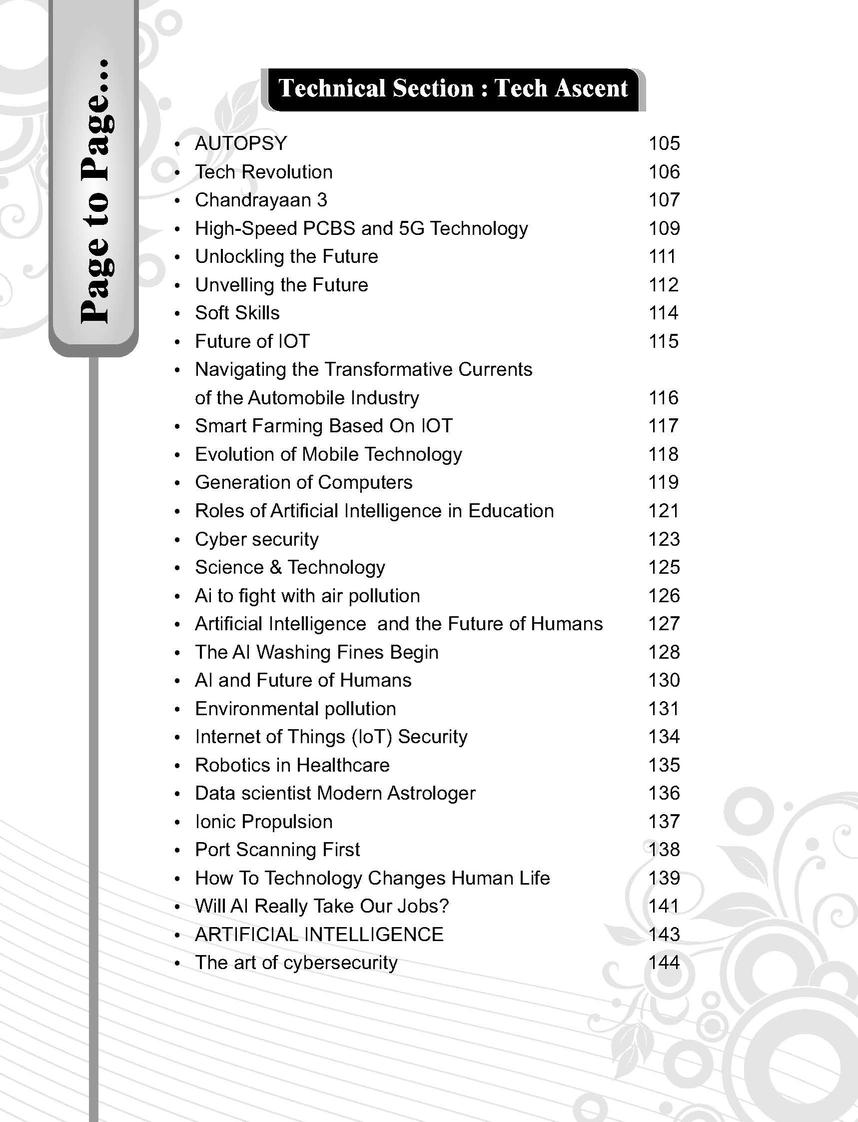 Page to Page...
Technical Section : Tech Ascent
• AUTOPSY 105
• Tech Revolution 106
• Chandrayaan 3 107
• High-Speed PCBS and 5G Technology 109
• Unlockling the Future 111
• Unvelling the Future 112
• Soft Skills 114
• Future of IOT 115
• Navigating the Transformative Currents
of the Automobile Industry 116
• Smart Farming Based On IOT 117
• Evolution of Mobile Technology 118
• Generation of Computers 119
• Roles of Artificial Intelligence in Education 121
• Cyber security 123
• Science & Technology 125
• Ai to fight with air pollution 126
• Artificial Intelligence  and the Future of Humans 127
• The AI Washing Fines Begin 128
• AI and Future of Humans 130
• Environmental pollution 131
• Internet of Things (IoT) Security 134
• Robotics in Healthcare 135
• Data scientist Modern Astrologer 136
• Ionic Propulsion 137
• Port Scanning First 138
• How To Technology Changes Human Life 139
• Will AI Really Take Our Jobs? 141
• ARTIFICIAL INTELLIGENCE 143
• The art of cybersecurity 144